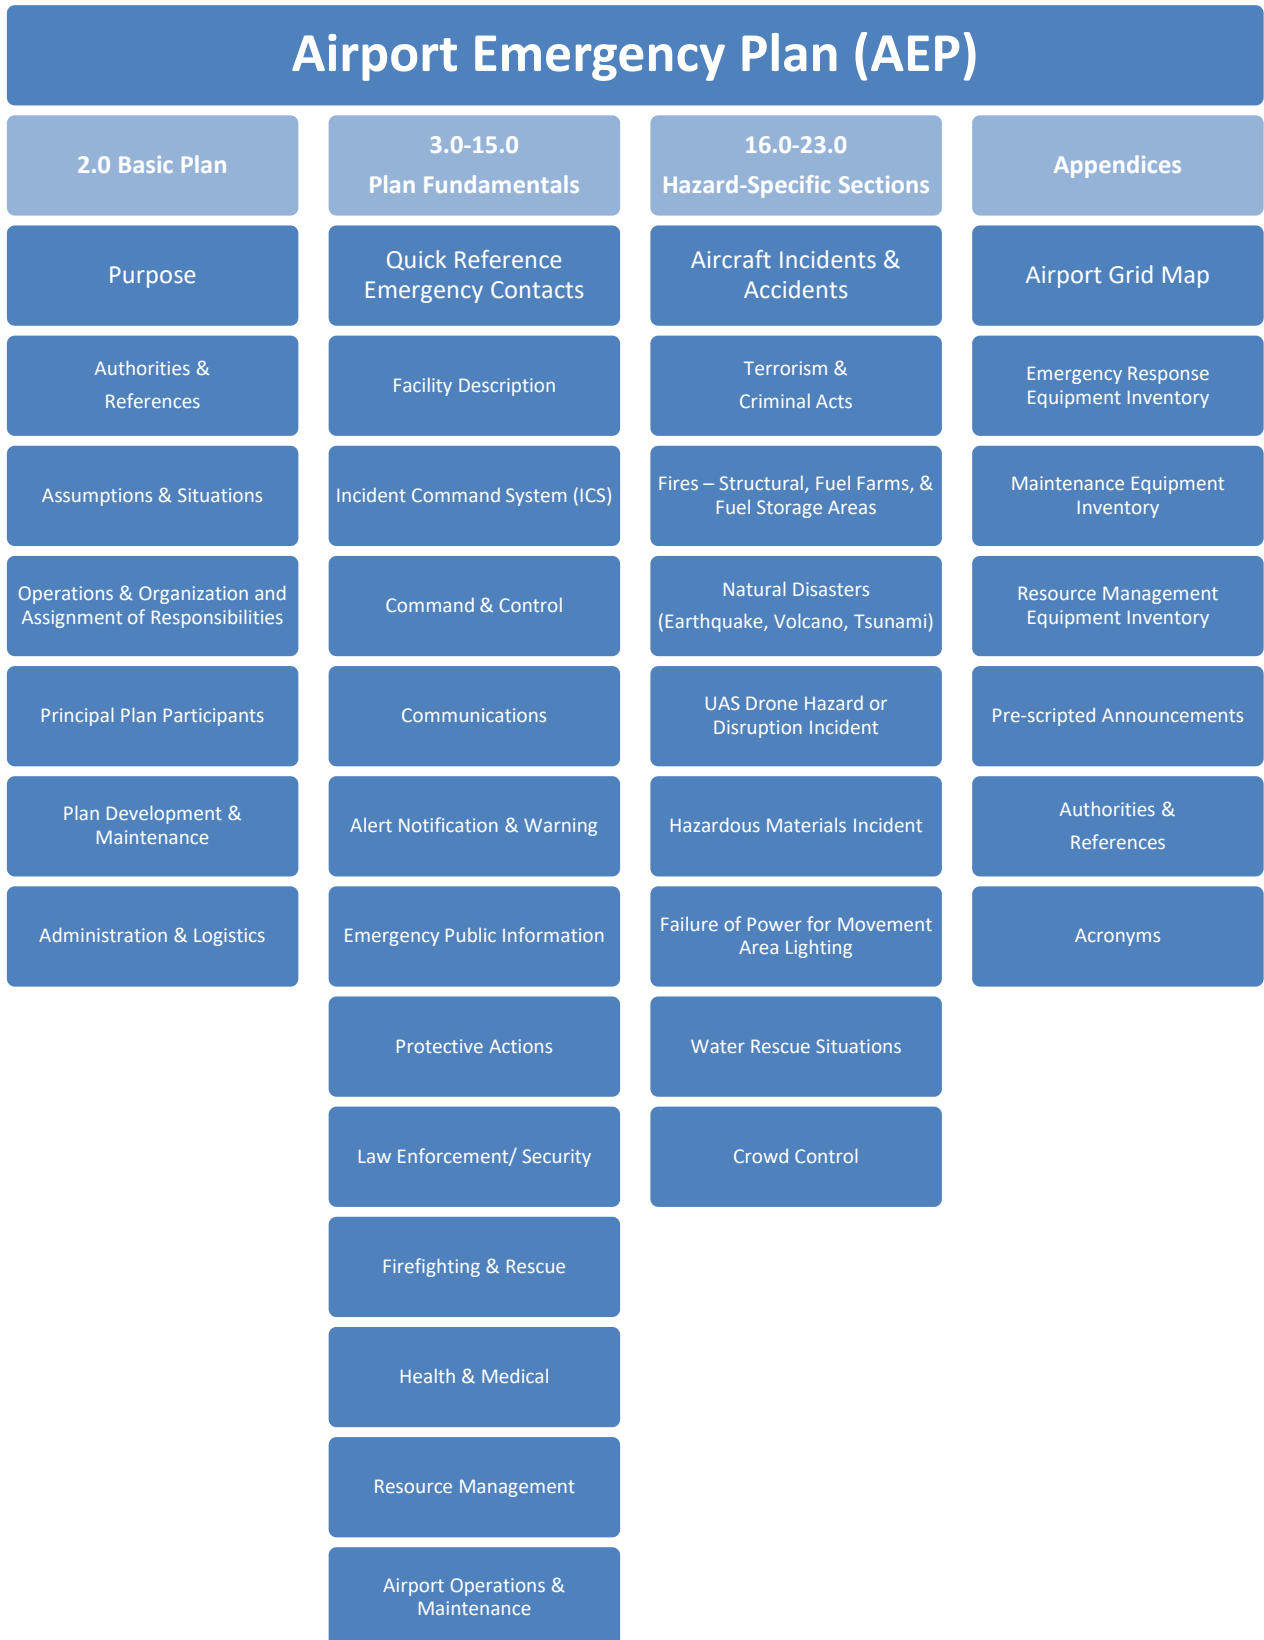 Airport Emergency Plan (AEP)
2.0 Basic Plan
Purpose
Authorities &
References
Assumptions & Situations
Operations & Organization and
Assignment of Responsibilities
Principal Plan Participants
Plan Development &
Maintenance
Administration & Logistics
3.0-15.0
Plan Fundamentals
Quick Reference
Emergency Contacts
Facility Description
Incident Command System (ICS)
Command & Control
Communications
Alert Notification & Warning
Emergency Public Information
Protective Actions
Law Enforcement/ Security
Firefighting & Rescue
Health & Medical
Resource Management
Airport Operations &
Maintenance
16.0-23.0
Hazard-Specific Sections
Aircraft Incidents &
Accidents
Terrorism &
Criminal Acts
Fires – Structural, Fuel Farms, &
Fuel Storage Areas
Natural Disasters
(Earthquake, Volcano, Tsunami)
UAS Drone Hazard or
Disruption Incident
Hazardous Materials Incident
Failure of Power for Movement
Area Lighting
Water Rescue Situations
Crowd Control
Appendices
Airport Grid Map
Emergency Response
Equipment Inventory
Maintenance Equipment
Inventory
Resource Management
Equipment Inventory
Pre-scripted Announcements
Authorities &
References
Acronyms